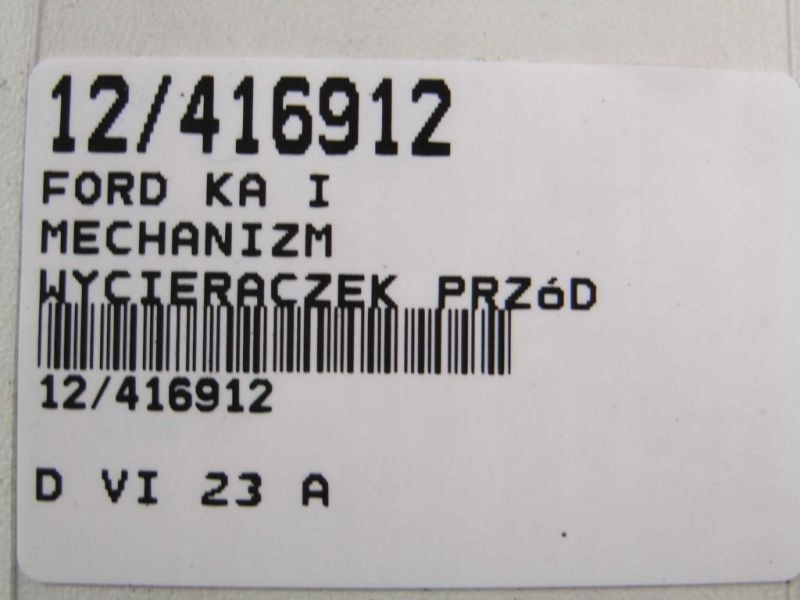 12/416912
FORD KA I
MECHANIZM
WYCIERACZEK PRZóD
12/416912
D VI 23 A